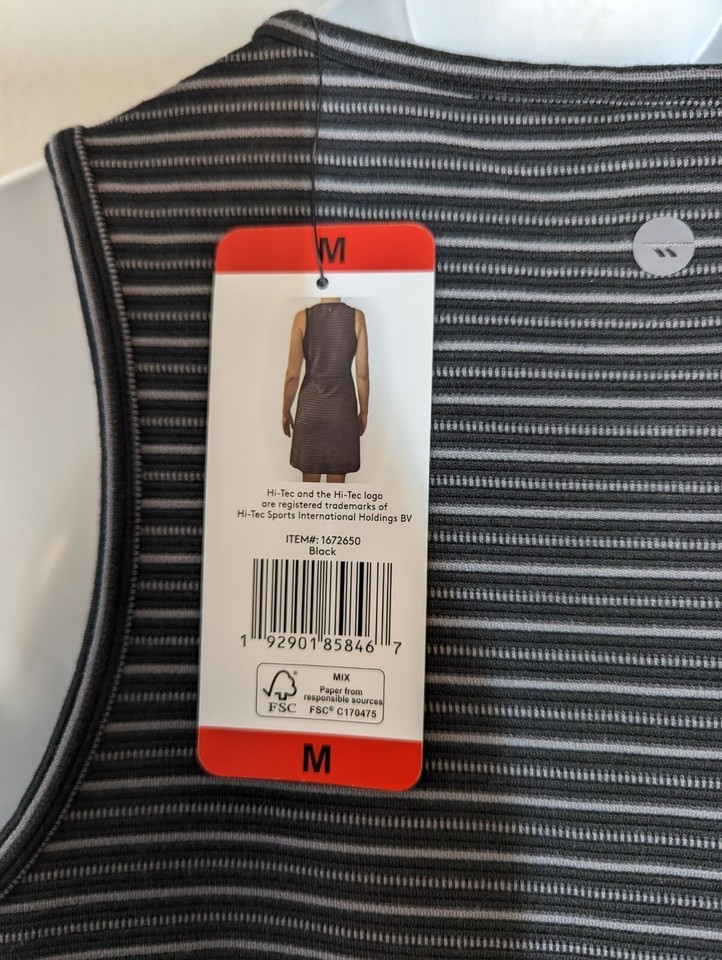 M
Hi-Tec and the Hi-Tec logo
are registered trademarks of
Hi-Tec Sports International Holdings BV
ITEM#: 1672650
Black
1 92901 85846 7
FSC
MIX
Paper from
responsible sources
FSC® C170475
M